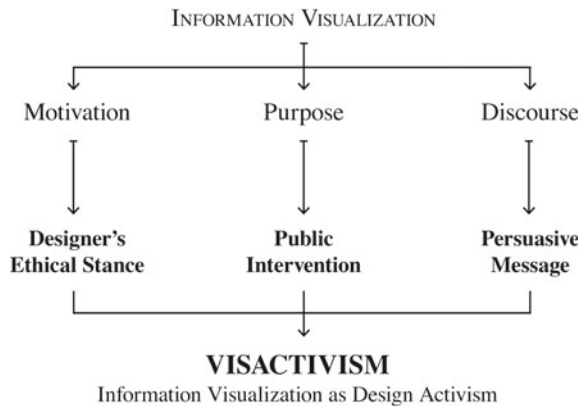 INFORMATION VISUALIZATION
Motivation
Purpose
Discourse
Designer's
Ethical Stance
Public
Intervention
Persuasive
Message
VISACTIVISM
Information Visualization as Design Activism